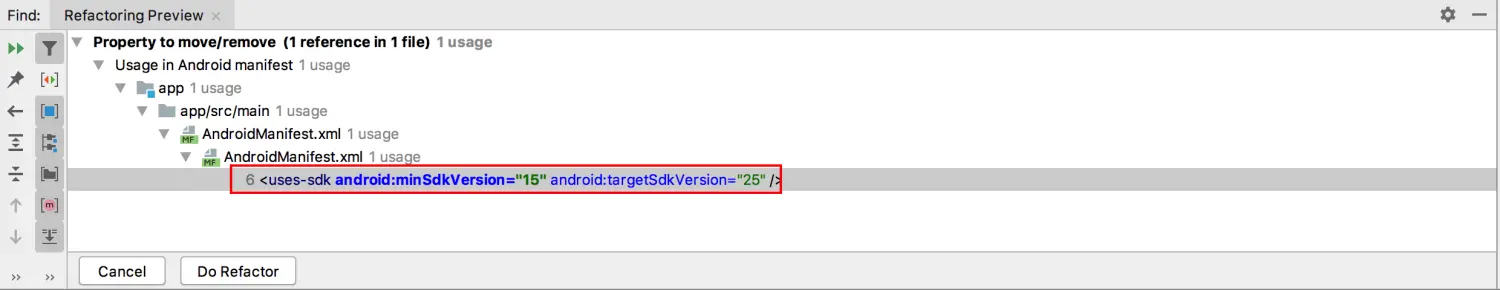 Find: Refactoring Preview ×
Property to move/remove (1 reference in 1 file) 1 usage
Usage in Android manifest 1 usage
app 1 usage
app/src/main 1 usage
MF AndroidManifest.xml 1 usage
MF AndroidManifest.xml 1 usage
6 <uses-sdk android:minSdkVersion="15" android:targetSdkVersion="25" />
m
Cancel Do Refactor